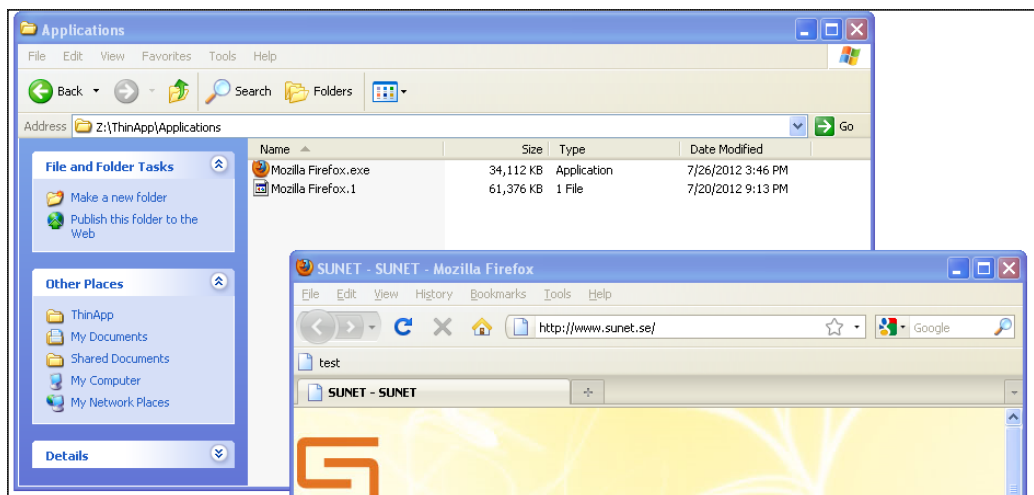 Applications
File Edit View Favorites Tools Help
Back Search Folders
Address Z:\ThinApp\Applications Go
Name Size Type Date Modified
Mozilla Firefox.exe 34,112 KB Application 7/26/2012 3:46 PM
Mozilla Firefox.1 61,376 KB 1 File 7/20/2012 9:13 PM
File and Folder Tasks
Make a new folder
Publish this folder to the
Web
Other Places
ThinApp
My Documents
Shared Documents
My Computer
My Network Places
Details
SUNET - SUNET - Mozilla Firefox
File Edit View History Bookmarks Tools Help
http://www.sunet.se/ Google
test
SUNET - SUNET